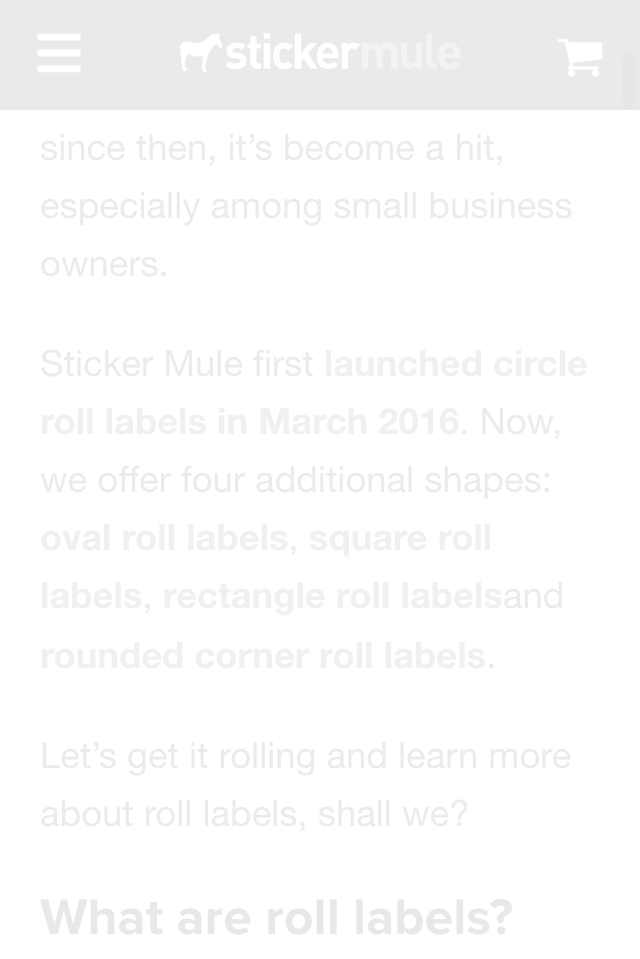 stickermule
since then, it’s become a hit,
especially among small business
owners.
Sticker Mule first launched circle
roll labels in March 2016. Now,
we offer four additional shapes:
oval roll labels, square roll
labels, rectangle roll labelsand
rounded corner roll labels.
Let’s get it rolling and learn more
about roll labels, shall we?
What are roll labels?